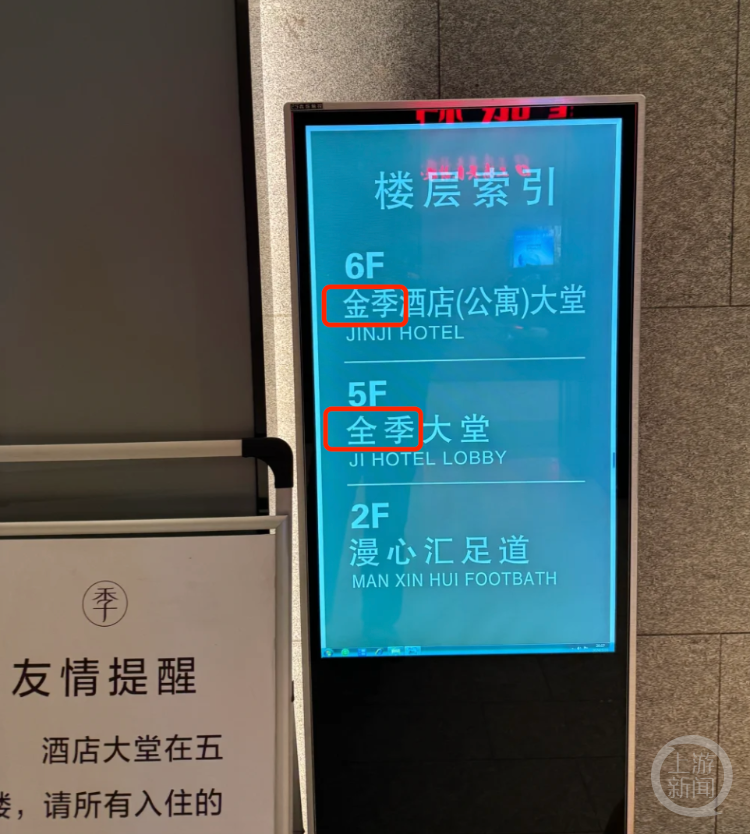 楼层索引
6F
金季酒店(公寓)大堂
JINJI HOTEL
5F
全季大堂
JI HOTEL LOBBY
2F
漫心汇足道
MAN XIN HUI FOOTBATH
季
友情提醒
酒店大堂在五
楼，请所有入住的
上游新闻